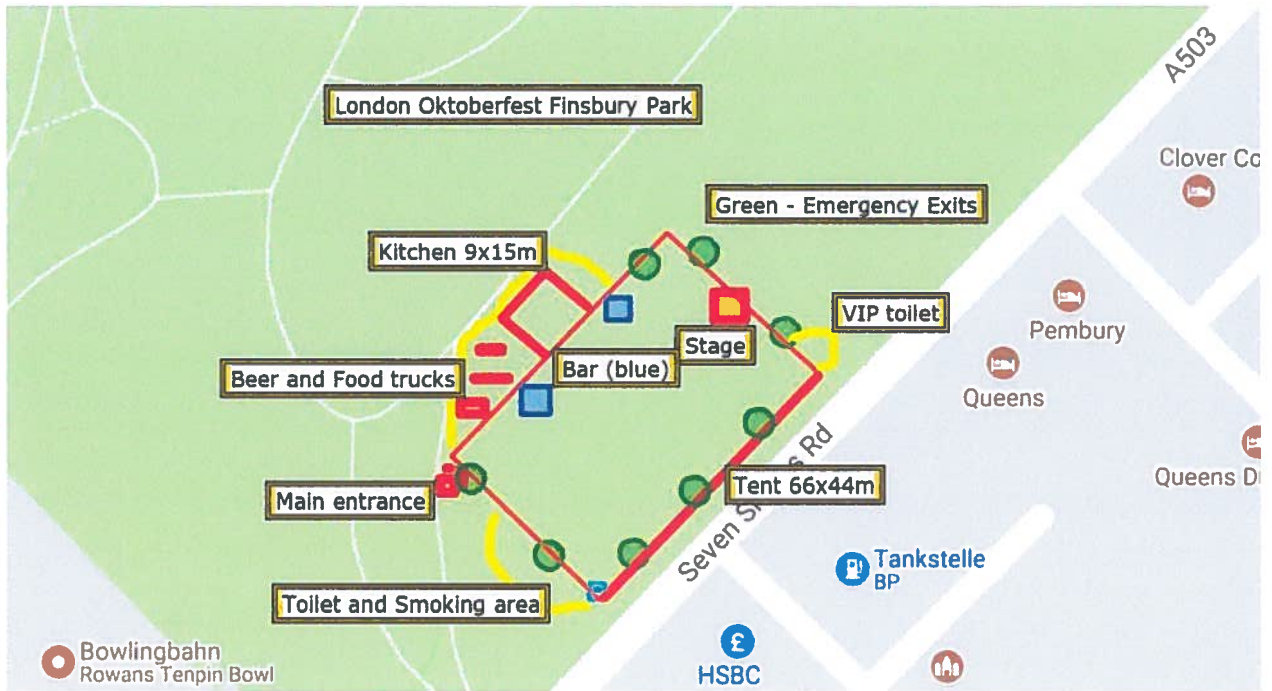 A503
London Oktoberfest Finsbury Park
Clover Co
Green - Emergency Exits
Kitchen 9x15m
VIP toilet
Pembury
Stage
Bar (blue)
Beer and Food trucks
Queens
Queens D
Tent 66x44m
Main entrance
Seven S s Rd
Tankstelle
BP
Toilet and Smoking area
Bowlingbahn
Rowans Tenpin Bowl
£
HSBC